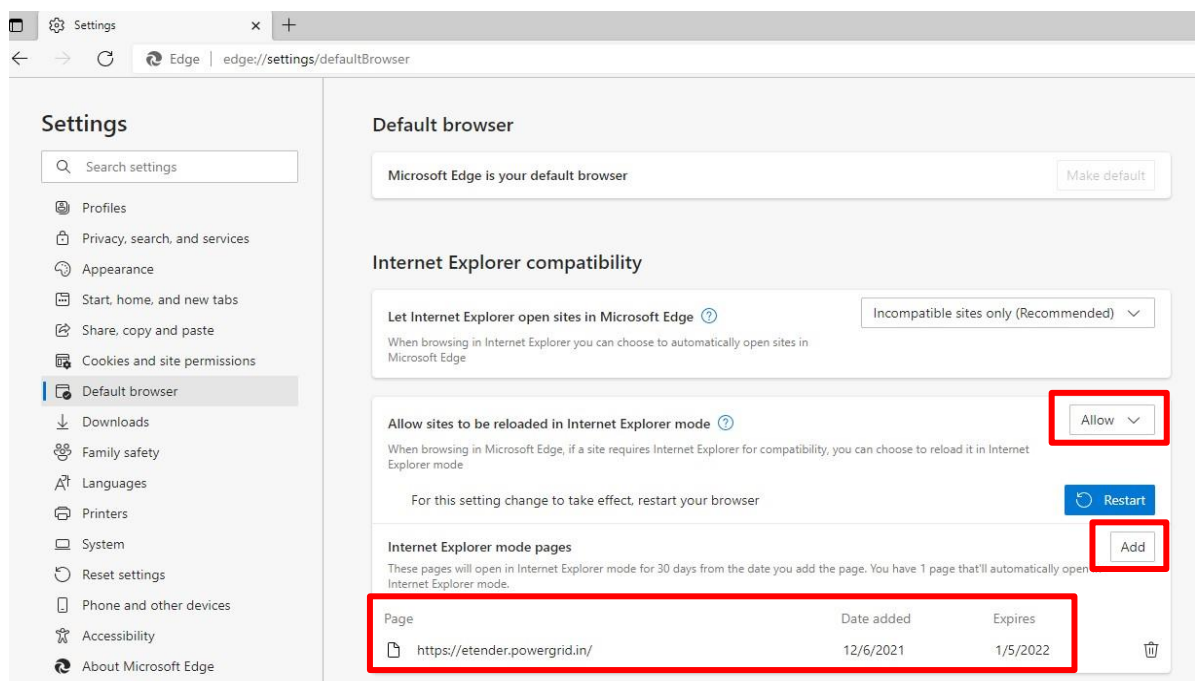 Settings
Edge | edge://settings/defaultBrowser
Settings
Search settings
Profiles
Privacy, search, and services
Appearance
Start, home, and new tabs
Share, copy and paste
Cookies and site permissions
Default browser
Downloads
Family safety
Languages
Printers
System
Reset settings
Phone and other devices
Accessibility
About Microsoft Edge
Default browser
Microsoft Edge is your default browser Make default
Internet Explorer compatibility
Let Internet Explorer open sites in Microsoft Edge Incompatible sites only (Recommended)
When browsing in Internet Explorer you can choose to automatically open sites in
Microsoft Edge
Allow sites to be reloaded in Internet Explorer mode Allow
When browsing in Microsoft Edge, if a site requires Internet Explorer for compatibility, you can choose to reload it in Internet
Explorer mode
For this setting change to take effect, restart your browser Restart
Internet Explorer mode pages Add
These pages will open in Internet Explorer mode for 30 days from the date you add the page. You have 1 page that'll automatically open
Internet Explorer mode.
Page Date added Expires
https://etender.powergrid.in/ 12/6/2021 1/5/2022